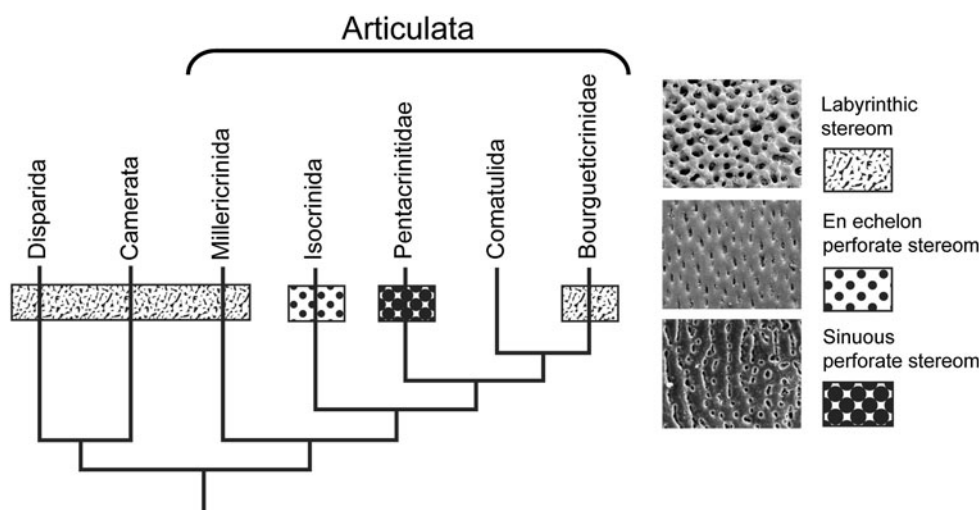 Articulata
Disparida
Camerata
Millericrinida
Isocrinida
Pentacrinitidae
Comatulida
Bourgueticrinidae
Labyrinthic
stereom
En echelon
perforate stereom
Sinuous
perforate stereom